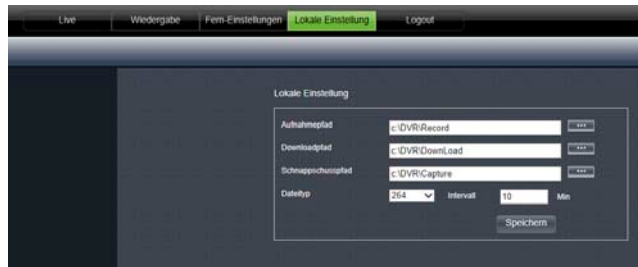 Live Wiedergabe Fern-Einstellungen Lokale Einstellung Logout
Lokale Einstellung
Aufnahmepfad c:\DVR\Record ...
Downloadpfad c:\DVR\DownLoad ...
Schnappschusspfad c:\DVR\Capture ...
Dateityp 264 Intervall 10 Min
Speichern